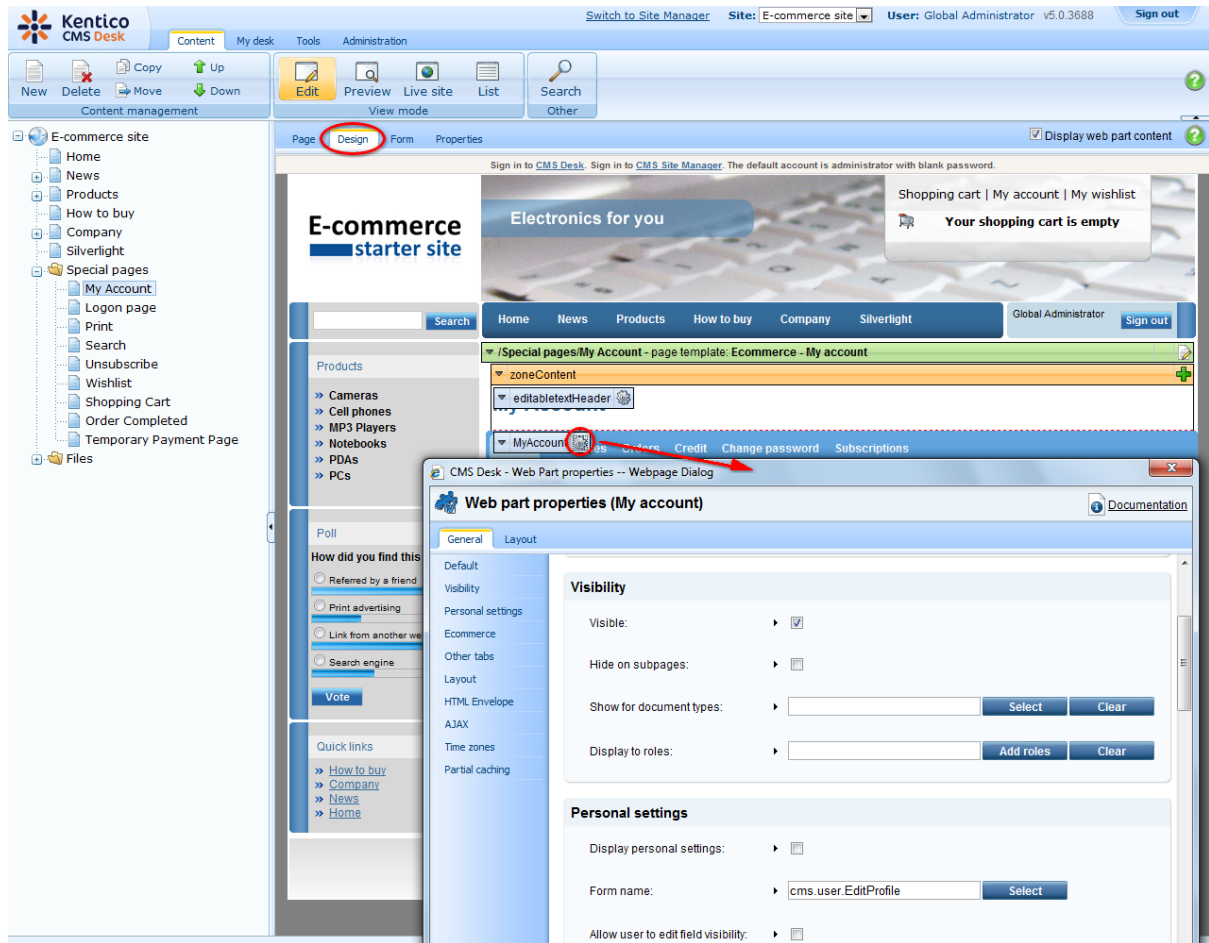 Kentico
CMS Desk
Content My desk Tools Administration
Switch to Site Manager Site: E-commerce site User: Global Administrator v5.0.3688 Sign out
New Delete Copy Move Up Down
Content management
Edit Preview Live site List
View mode
Search
Other
E-commerce site
Home
News
Products
How to buy
Company
Silverlight
Special pages
My Account
Logon page
Print
Search
Unsubscribe
Wishlist
Shopping Cart
Order Completed
Temporary Payment Page
Files
Page Design Form Properties
Display web part content
Sign in to CMS Desk. Sign in to CMS Site Manager. The default account is administrator with blank password.
E-commerce
starter site
Electronics for you
Shopping cart | My account | My wishlist
Your shopping cart is empty
Search
Home News Products How to buy Company Silverlight
Global Administrator
Sign out
Products
» Cameras
» Cell phones
» MP3 Players
» Notebooks
» PDAs
» PCs
Poll
How did you find this
Referred by a friend
Print advertising
Link from another we
Search engine
Vote
Quick links
» How to buy
» Company
» News
» Home
/Special pages/My Account - page template: Ecommerce - My account
zoneContent
editabletextHeader
My Account
MyAccount
Orders Credit Change password Subscriptions
CMS Desk - Web Part properties -- Webpage Dialog
Web part properties (My account)
Documentation
General Layout
Default
Visibility
Personal settings
Ecommerce
Other tabs
Layout
HTML Envelope
AJAX
Time zones
Partial caching
Visibility
Visible:
Hide on subpages:
Show for document types: Select Clear
Display to roles: Add roles Clear
Personal settings
Display personal settings:
Form name: cms.user.EditProfile Select
Allow user to edit field visibility: